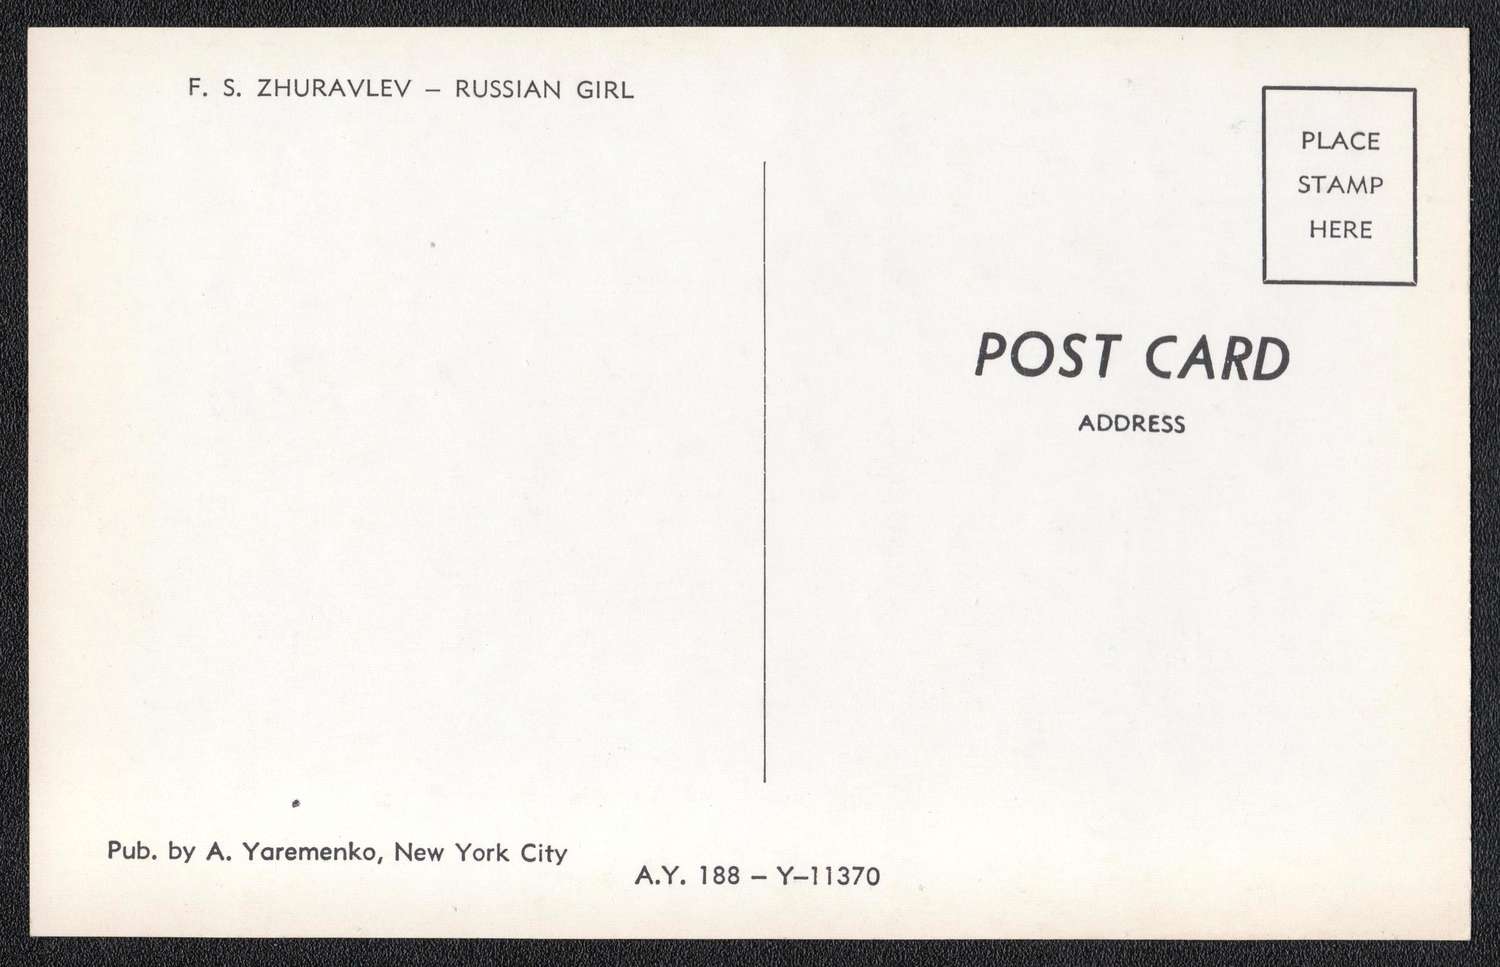 F. S. ZHURAVLEV – RUSSIAN GIRL
PLACE
STAMP
HERE
POST CARD
ADDRESS
Pub. by A. Yaremenko, New York City
A.Y. 188 – Y–11370